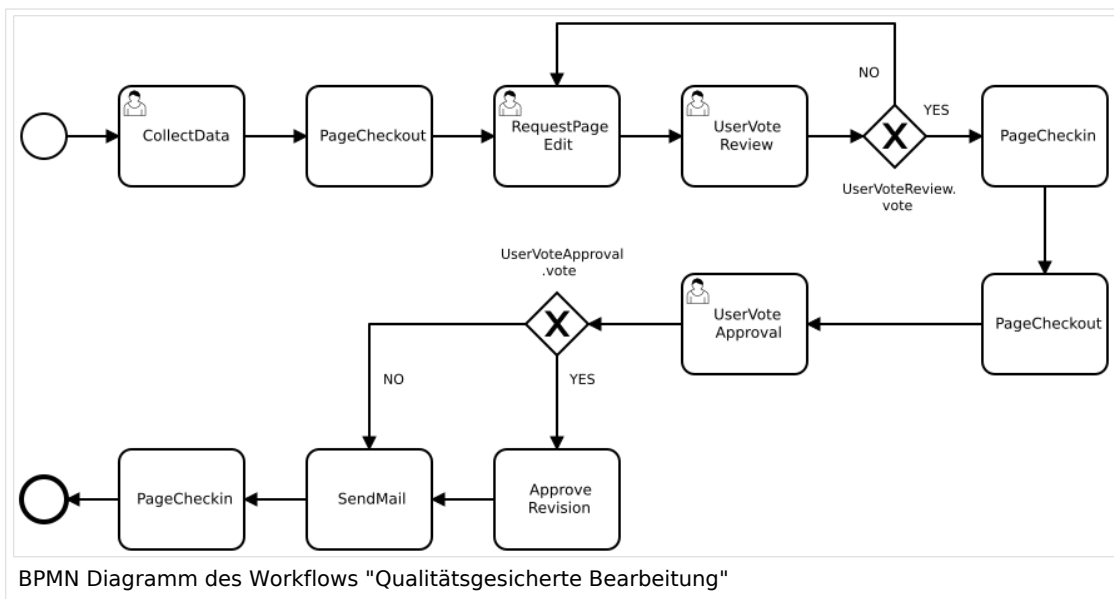 NO
CollectData
PageCheckout
RequestPage
Edit
UserVote
Review
YES
PageCheckin
UserVoteReview.
vote
UserVoteApproval
.vote
UserVote
Approval
PageCheckout
NO
YES
PageCheckin
SendMail
Approve
Revision
BPMN Diagramm des Workflows "Qualitätsgesicherte Bearbeitung"